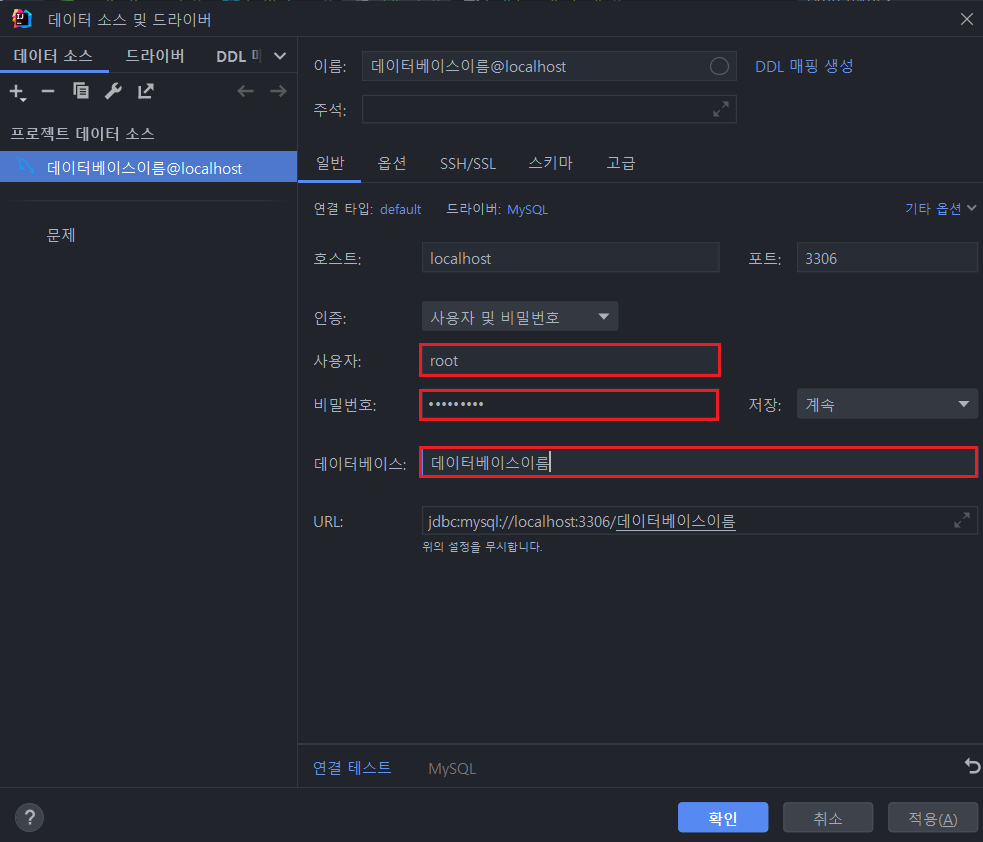 데이터 소스 및 드라이버
데이터 소스 드라이버 DDL
프로젝트 데이터 소스
데이터베이스이름@localhost
문제
이름: 데이터베이스이름@localhost DDL 매핑 생성
주석:
일반 옵션 SSH/SSL 스키마 고급
연결 타입: default 드라이버: MySQL 기타 옵션
호스트: localhost 포트: 3306
인증: 사용자 및 비밀번호
사용자: root
비밀번호: ••••••••• 저장: 계속
데이터베이스: 데이터베이스이름
URL: jdbc:mysql://localhost:3306/데이터베이스이름
위의 설정을 무시합니다.
연결 테스트 MySQL
? 확인 취소 적용(A)